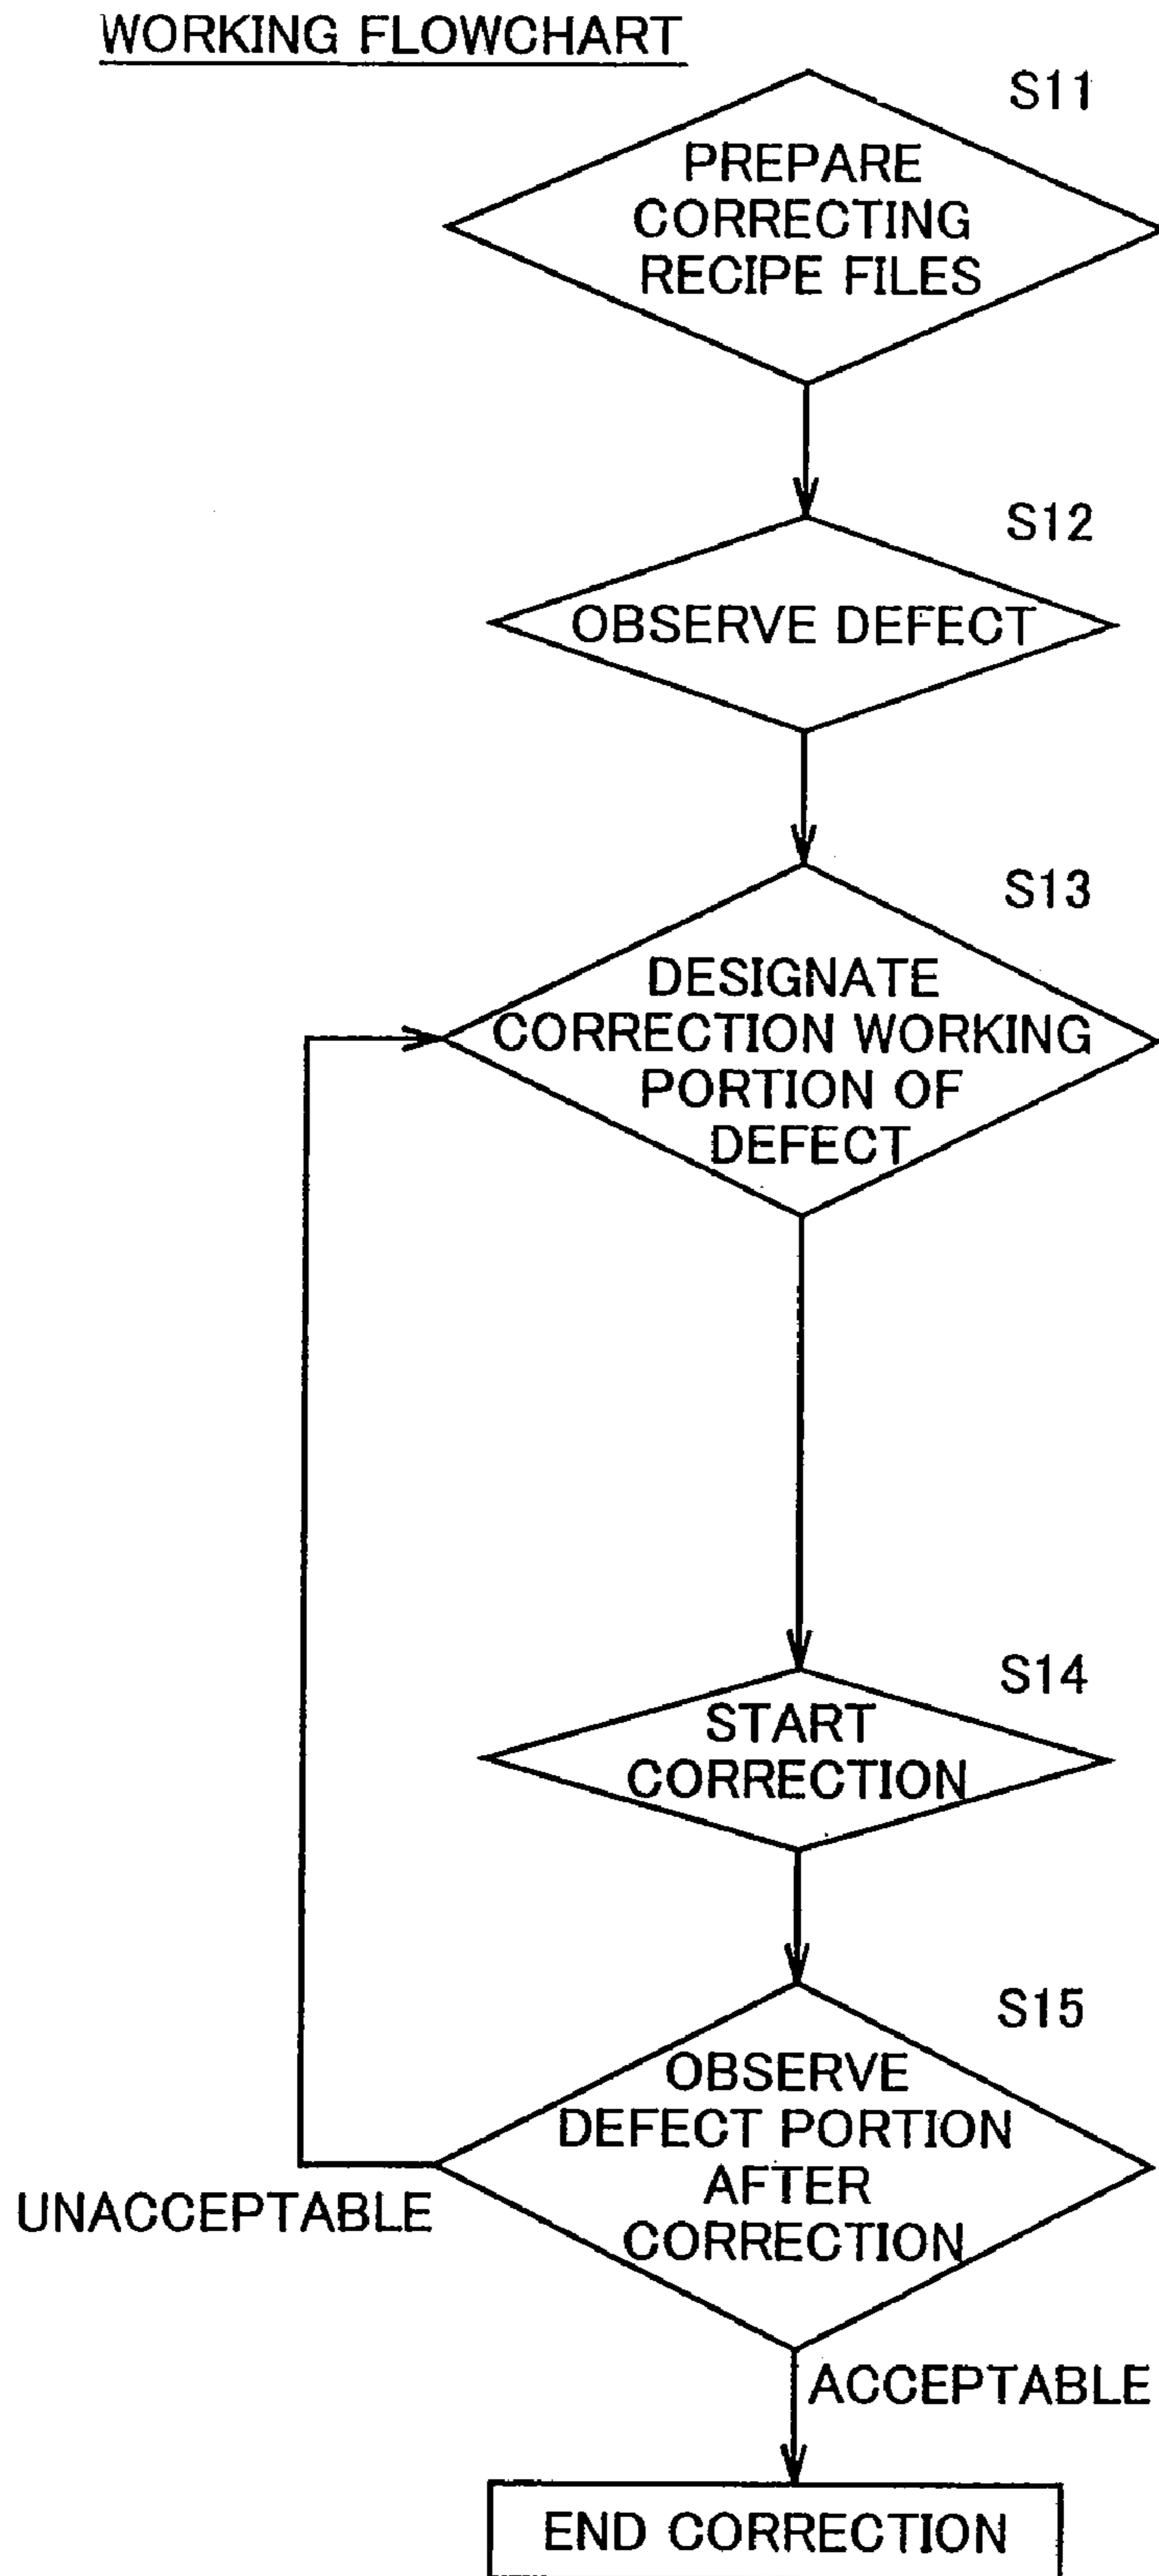 WORKING FLOWCHART
S11
PREPARE
CORRECTING
RECIPE FILES
S12
OBSERVE DEFECT
S13
DESIGNATE
CORRECTION WORKING
PORTION OF
DEFECT
S14
START
CORRECTION
S15
OBSERVE
DEFECT PORTION
AFTER
CORRECTION
UNACCEPTABLE
ACCEPTABLE
END CORRECTION